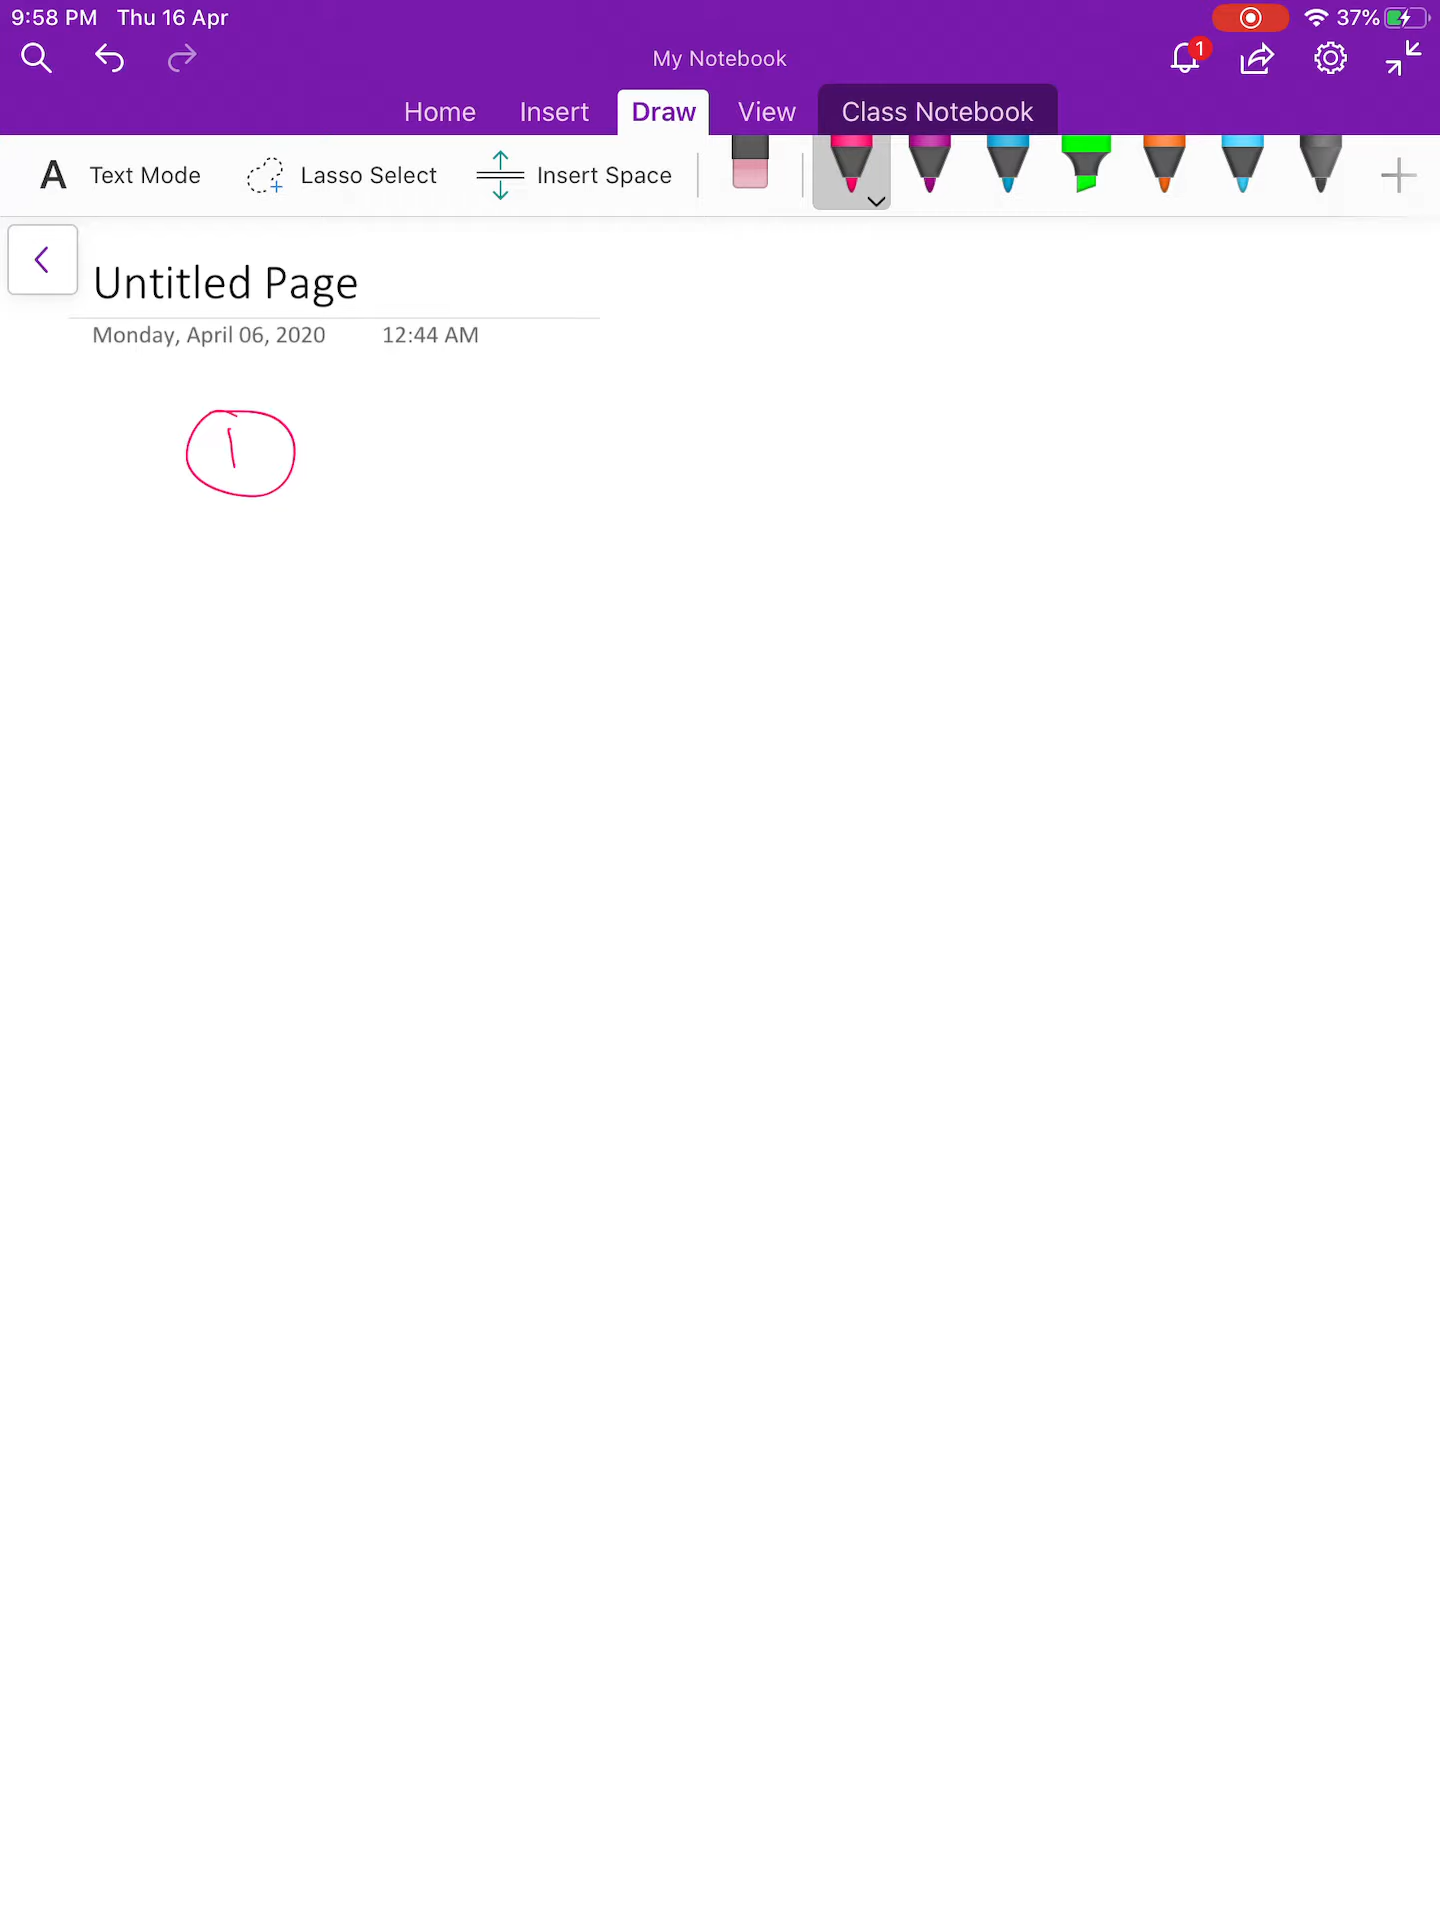 9:58 PM Thu 16 Apr 37%
My Notebook 1
Home Insert Draw View Class Notebook
A Text Mode Lasso Select Insert Space
Untitled Page
Monday, April 06, 2020 12:44 AM
1